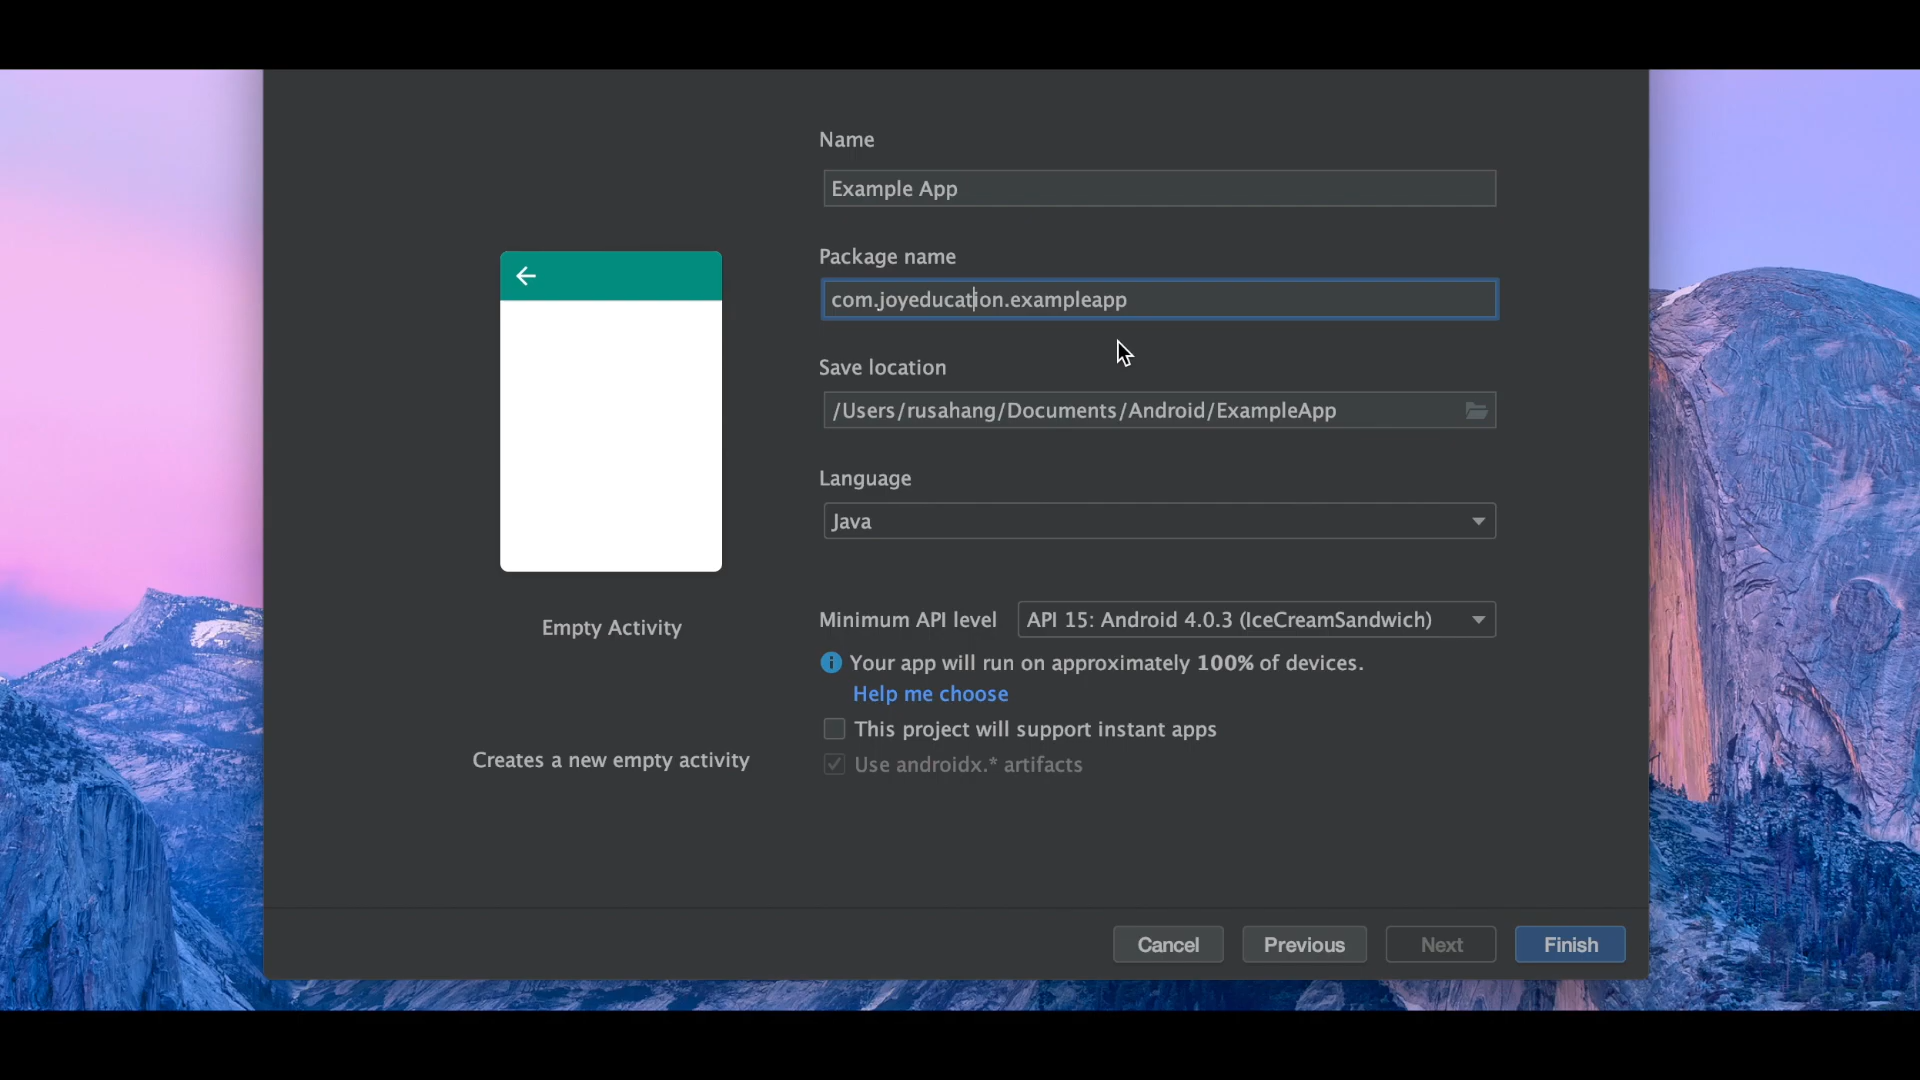 Name
Example App
Package name
com.joyeducation.exampleapp
Save location
/Users/rusahang/Documents/Android/ExampleApp
Language
Java
Empty Activity
Minimum API level API 15: Android 4.0.3 (IceCreamSandwich)
Your app will run on approximately 100% of devices.
Help me choose
This project will support instant apps
Creates a new empty activity
Use androidx.* artifacts
Cancel Previous Next Finish